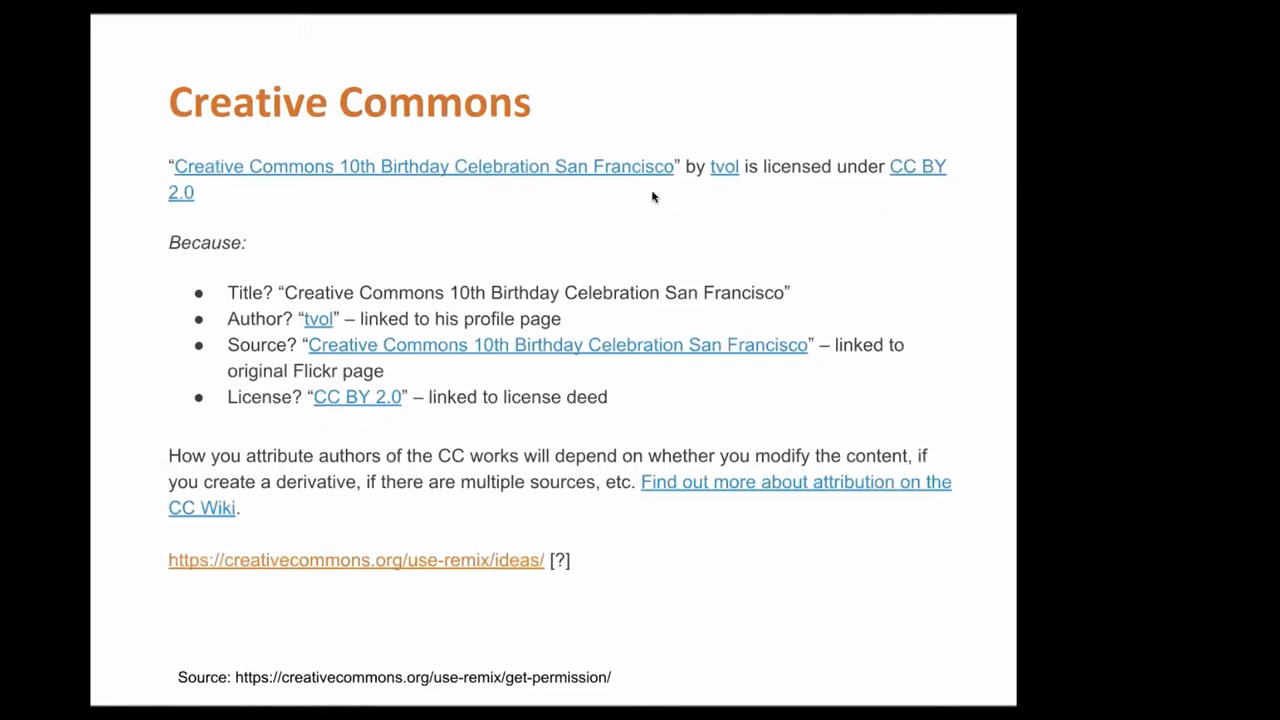 Creative Commons
“Creative Commons 10th Birthday Celebration San Francisco” by tvol is licensed under CC BY
2.0
Because:
● Title? “Creative Commons 10th Birthday Celebration San Francisco”
● Author? “tvol” – linked to his profile page
● Source? “Creative Commons 10th Birthday Celebration San Francisco” – linked to
original Flickr page
● License? “CC BY 2.0” – linked to license deed
How you attribute authors of the CC works will depend on whether you modify the content, if
you create a derivative, if there are multiple sources, etc. Find out more about attribution on the
CC Wiki.
https://creativecommons.org/use-remix/ideas/ [?]
Source: https://creativecommons.org/use-remix/get-permission/